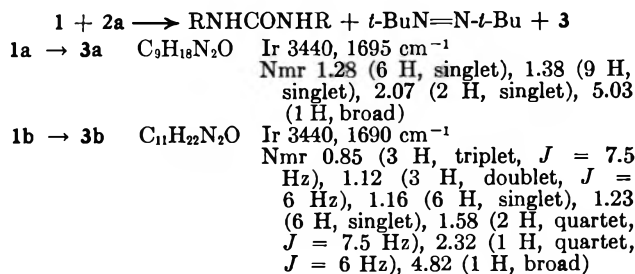 1 + 2a ⟶ RNHCONHR + t-BuN=N-t-Bu + 3
1a → 3a C₉H₁₈N₂O Ir 3440, 1695 cm⁻¹
Nmr 1.28 (6 H, singlet), 1.38 (9 H,
singlet), 2.07 (2 H, singlet), 5.03
(1 H, broad)
1b → 3b C₁₁H₂₂N₂O Ir 3440, 1690 cm⁻¹
Nmr 0.85 (3 H, triplet, J = 7.5
Hz), 1.12 (3 H, doublet, J =
6 Hz), 1.16 (6 H, singlet), 1.23
(6 H, singlet), 1.58 (2 H, quartet,
J = 7.5 Hz), 2.32 (1 H, quartet,
J = 6 Hz), 4.82 (1 H, broad)